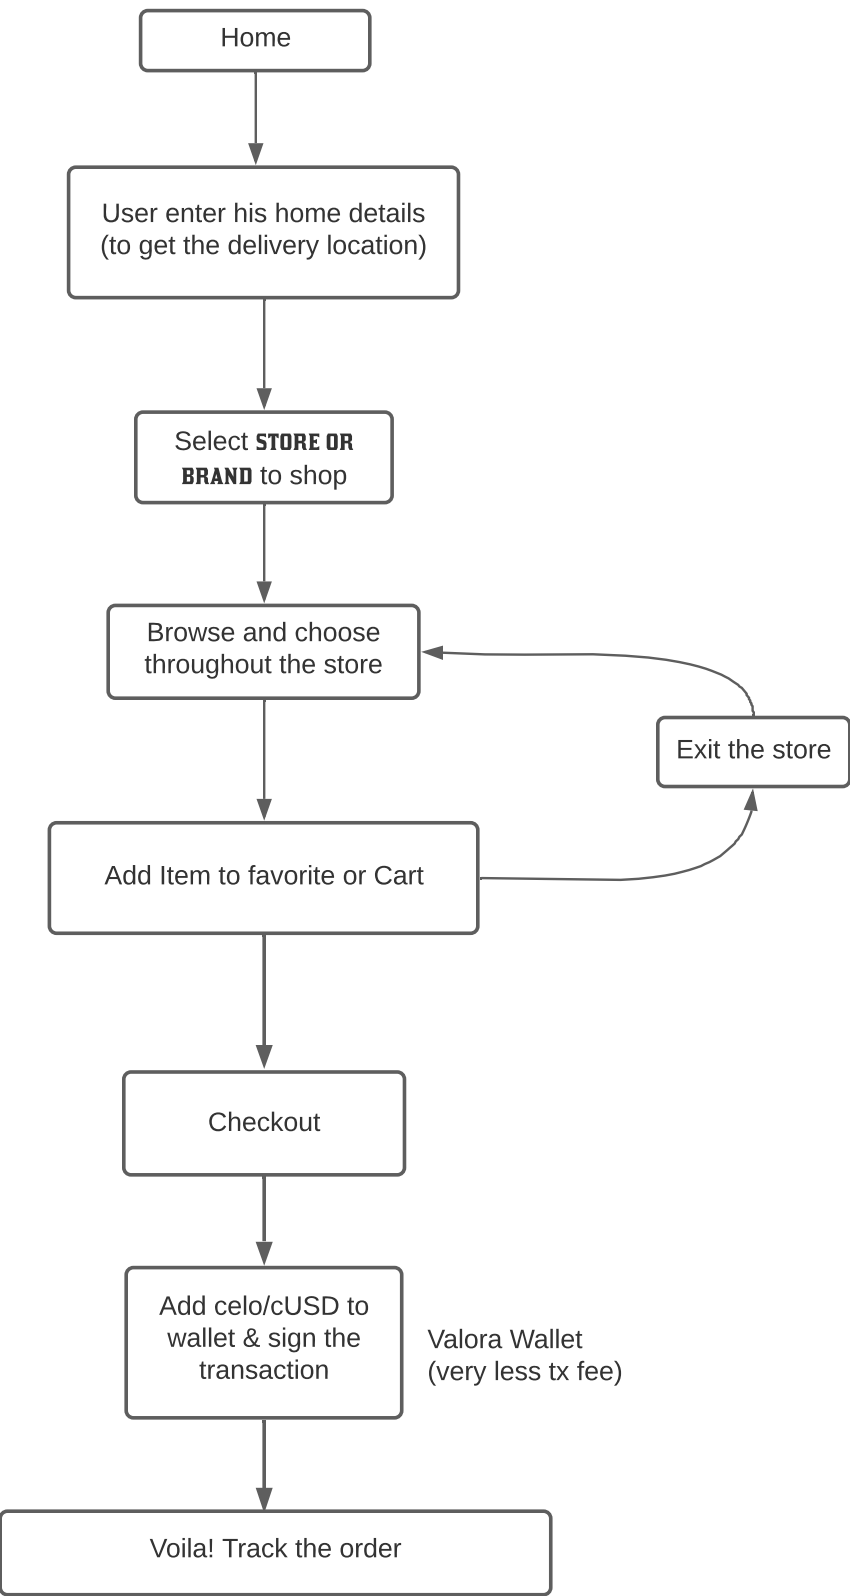 Home
User enter his home details
(to get the delivery location)
Select STORE OR
BRAND to shop
Browse and choose
throughout the store
Exit the store
Add Item to favorite or Cart
Checkout
Add celo/cUSD to
wallet & sign the
transaction
Valora Wallet
(very less tx fee)
Voila! Track the order